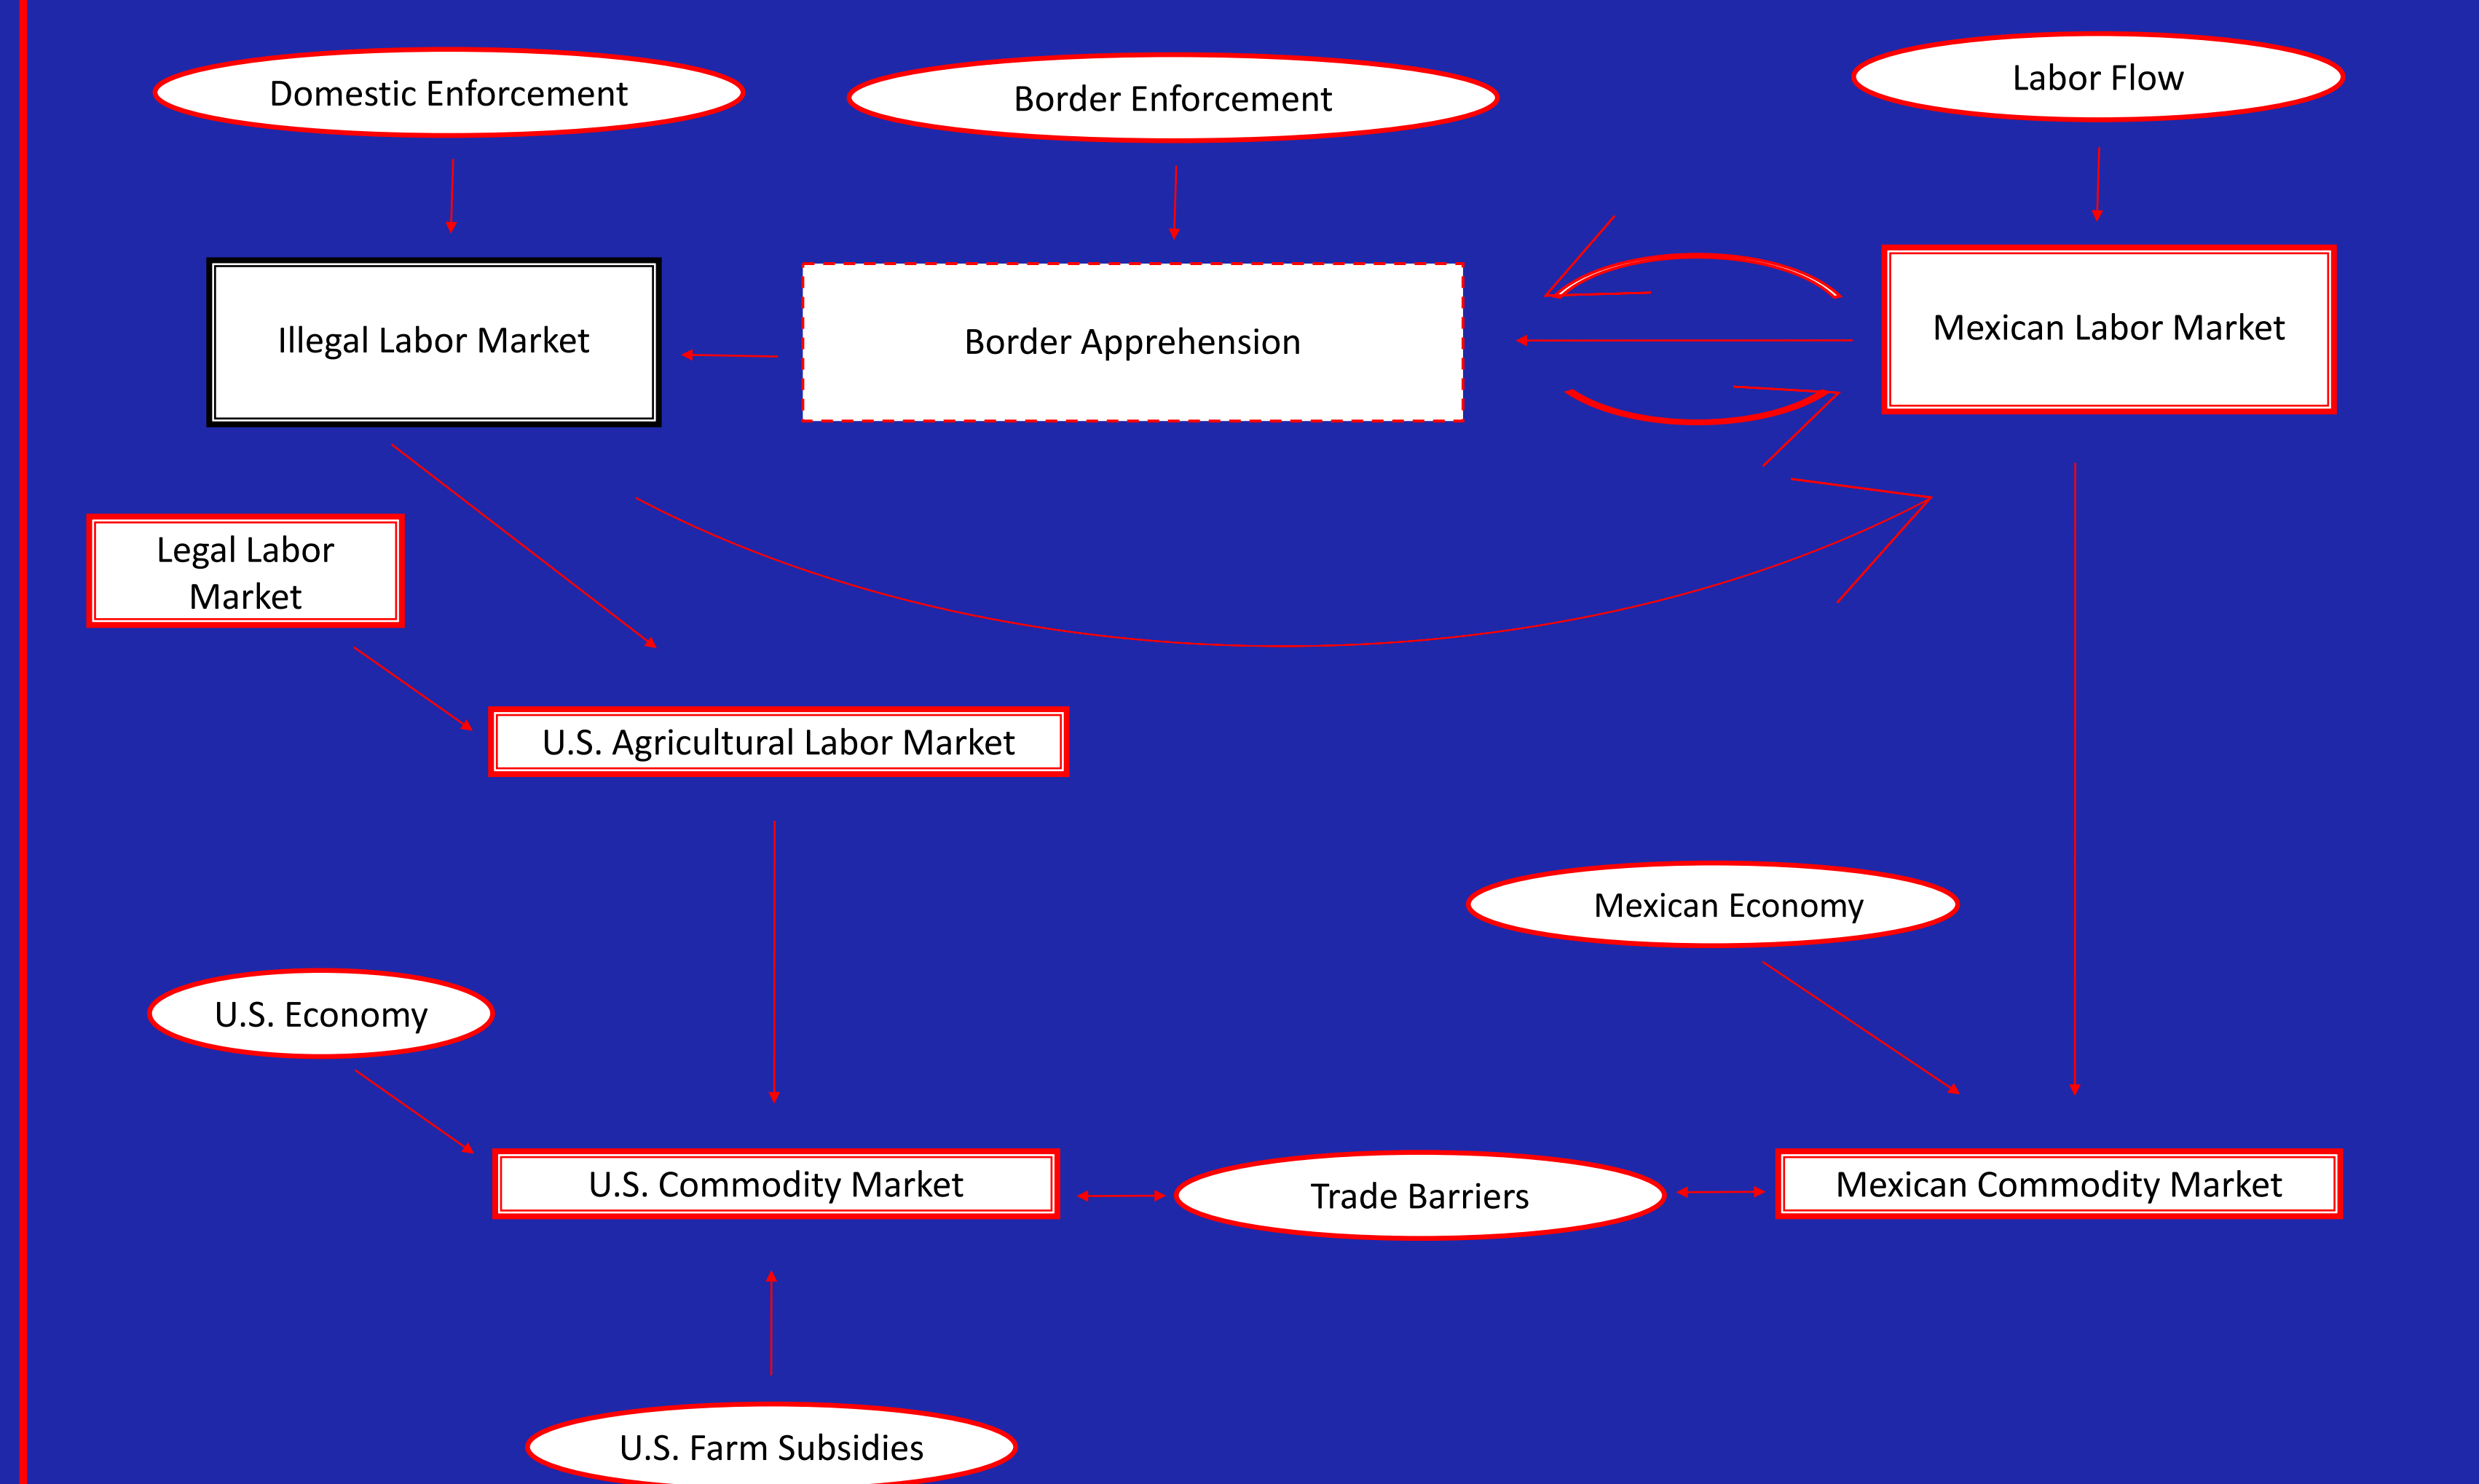 Domestic Enforcement
Border Enforcement
Labor Flow
Illegal Labor Market
Border Apprehension
Mexican Labor Market
Legal Labor
Market
U.S. Agricultural Labor Market
Mexican Economy
U.S. Economy
U.S. Commodity Market
Trade Barriers
Mexican Commodity Market
U.S. Farm Subsidies